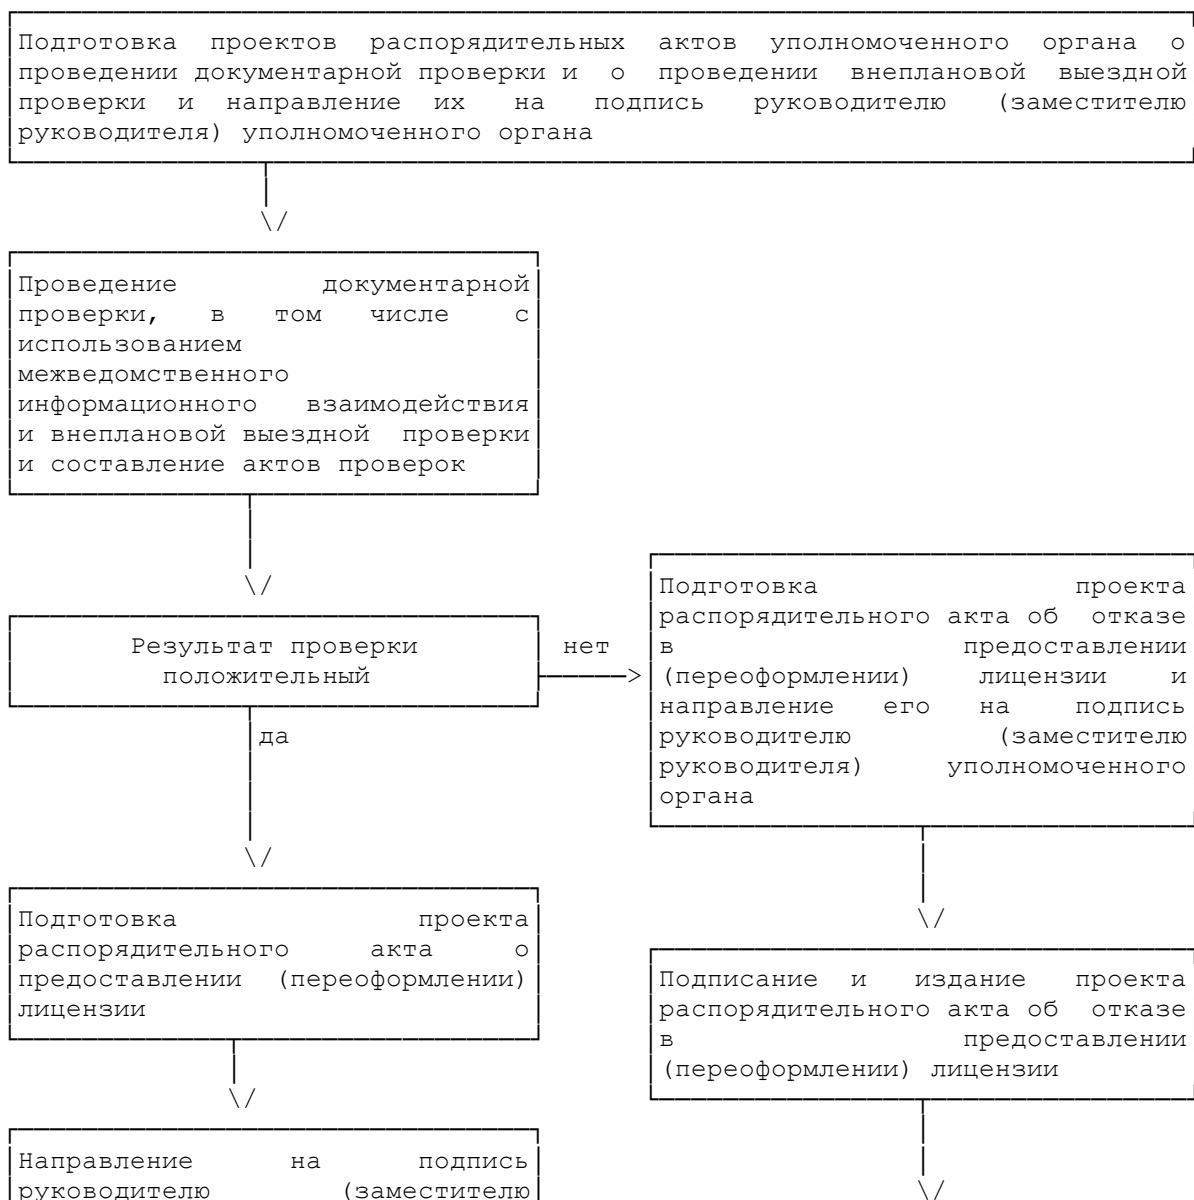 Подготовка проектов распорядительных актов уполномоченного органа о
проведении документарной проверки и о проведении внеплановой выездной
проверки и направление их на подпись руководителю (заместителю
руководителя) уполномоченного органа
Проведение документарной
проверки, в том числе с
использованием
межведомственного
информационного взаимодействия
и внеплановой выездной проверки
и составление актов проверок
Результат проверки
положительный
нет
да
Подготовка проекта
распорядительного акта об отказе
в предоставлении
(переоформлении) лицензии и
направление его на подпись
руководителю (заместителю
руководителя) уполномоченного
органа
Подготовка проекта
распорядительного акта о
предоставлении (переоформлении)
лицензии
Подписание и издание проекта
распорядительного акта об отказе
в предоставлении
(переоформлении) лицензии
Направление на подпись
руководителю (заместителю